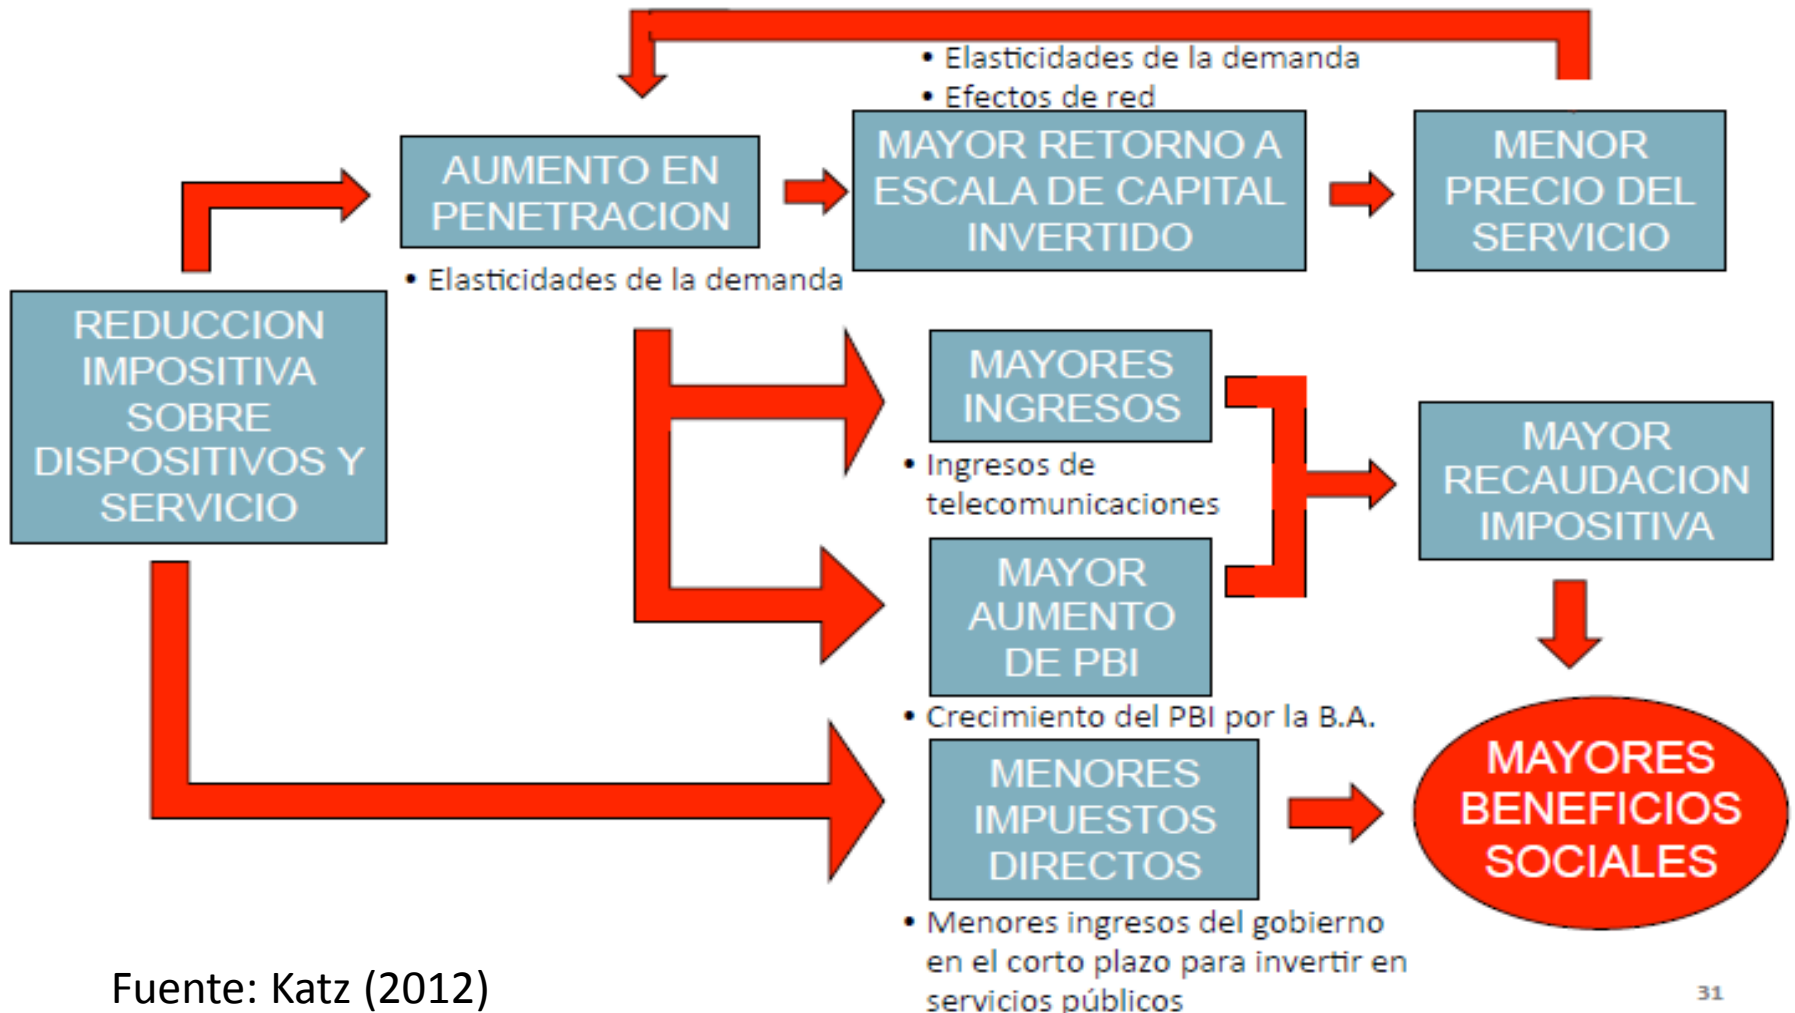 • Elasticidades de la demanda
• Efectos de red
AUMENTO EN
PENETRACION
MAYOR RETORNO A
ESCALA DE CAPITAL
INVERTIDO
MENOR
PRECIO DEL
SERVICIO
• Elasticidades de la demanda
REDUCCION
IMPOSITIVA
SOBRE
DISPOSITIVOS Y
SERVICIO
MAYORES
INGRESOS
• Ingresos de
telecomunicaciones
MAYOR
RECAUDACION
IMPOSITIVA
MAYOR
AUMENTO
DE PBI
• Crecimiento del PBI por la B.A.
MENORES
IMPUESTOS
DIRECTOS
MAYORES
BENEFICIOS
SOCIALES
• Menores ingresos del gobierno
en el corto plazo para invertir en
servicios públicos
Fuente: Katz (2012)
31